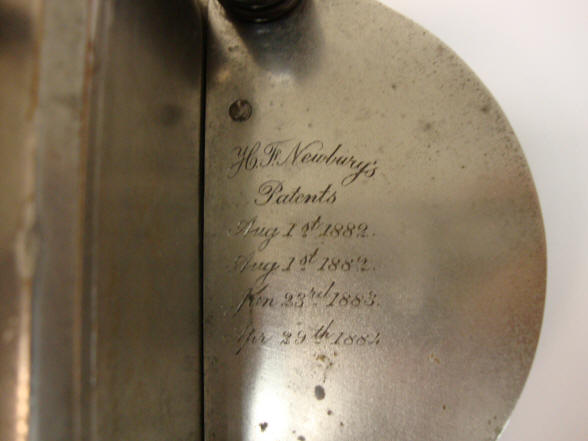 H.F. Newbury's
Patents
Aug 1st 1882.
Aug 1st 1882.
Jan 23rd 1883.
Apr 29th 1884